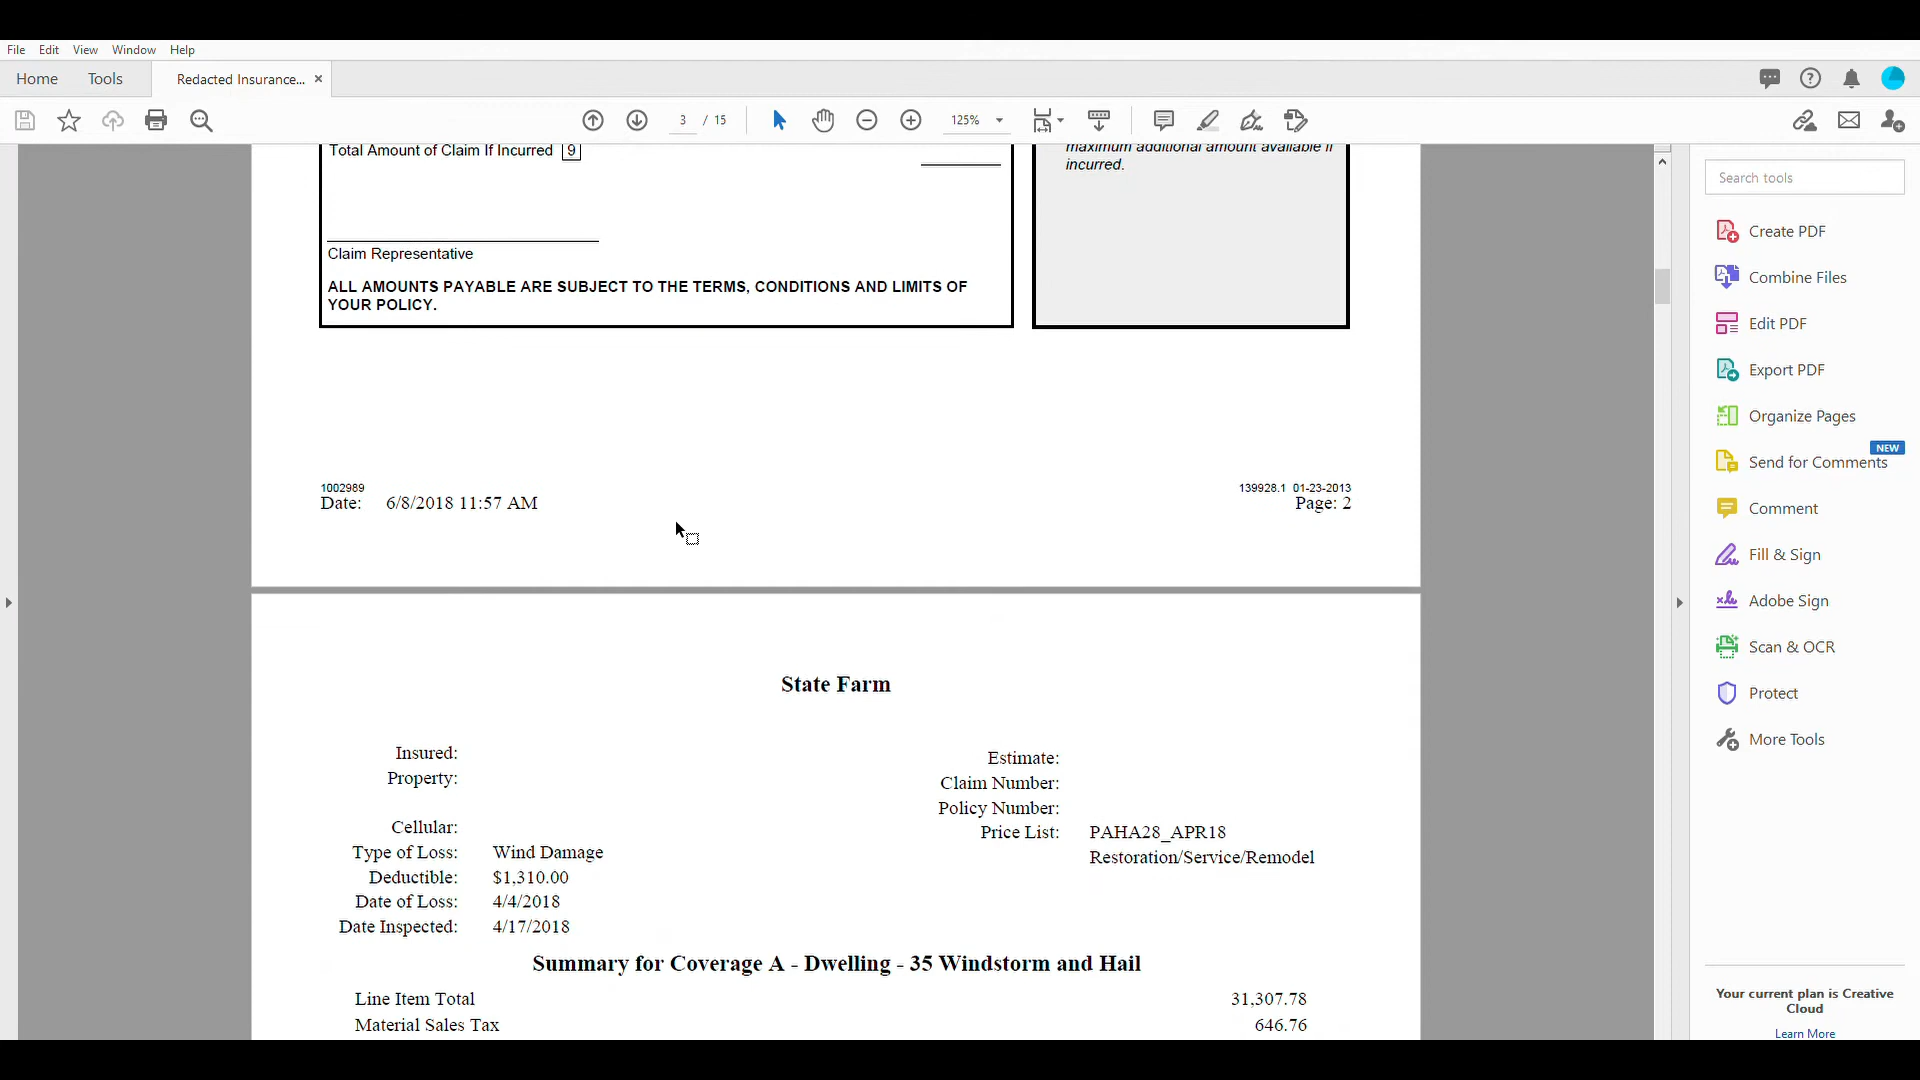 File Edit View Window Help
Home Tools Redacted Insurance... ×
3 / 15 125%
Total Amount of Claim If Incurred 9
maximum additional amount available if
incurred.
Claim Representative
ALL AMOUNTS PAYABLE ARE SUBJECT TO THE TERMS, CONDITIONS AND LIMITS OF
YOUR POLICY.
1002989
Date: 6/8/2018 11:57 AM
139928.1 01-23-2013
Page: 2
State Farm
Insured:
Property:
Cellular:
Type of Loss: Wind Damage
Deductible: $1,310.00
Date of Loss: 4/4/2018
Date Inspected: 4/17/2018
Estimate:
Claim Number:
Policy Number:
Price List: PAHA28_APR18
Restoration/Service/Remodel
Summary for Coverage A - Dwelling - 35 Windstorm and Hail
Line Item Total 31,307.78
Material Sales Tax 646.76
Search tools
Create PDF
Combine Files
Edit PDF
Export PDF
Organize Pages
NEW
Send for Comments
Comment
Fill & Sign
Adobe Sign
Scan & OCR
Protect
More Tools
Your current plan is Creative
Cloud
Learn More